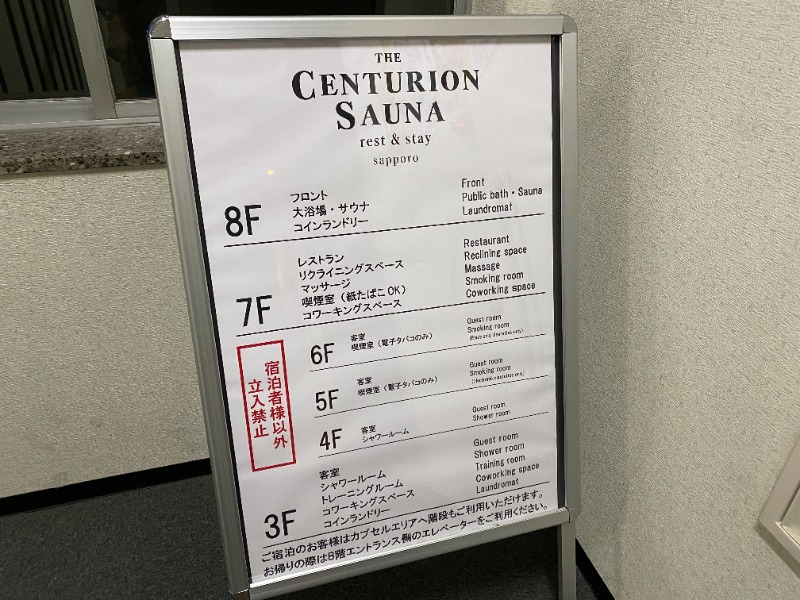 THE
CENTURION
SAUNA
rest & stay
sapporo
8F
フロント
大浴場・サウナ
コインランドリー
Front
Public bath・Sauna
Laundromat
7F
レストラン
リクライニングスペース
マッサージ
喫煙室（紙たばこOK）
コワーキングスペース
Restaurant
Reclining space
Massage
Smoking room
Coworking space
宿泊者様以外
立入禁止
6F
客室
喫煙室（電子タバコのみ）
Guest room
Smoking room
5F
客室
喫煙室（電子タバコのみ）
Guest room
Smoking room
4F
客室
シャワールーム
Guest room
Shower room
3F
客室
シャワールーム
トレーニングルーム
コワーキングスペース
コインランドリー
Guest room
Shower room
Training room
Coworking space
Laundromat
ご宿泊のお客様はカプセルエリアへ階段もご利用いただけます。
お帰りの際は8階エントランス側のエレベーターをご利用ください。